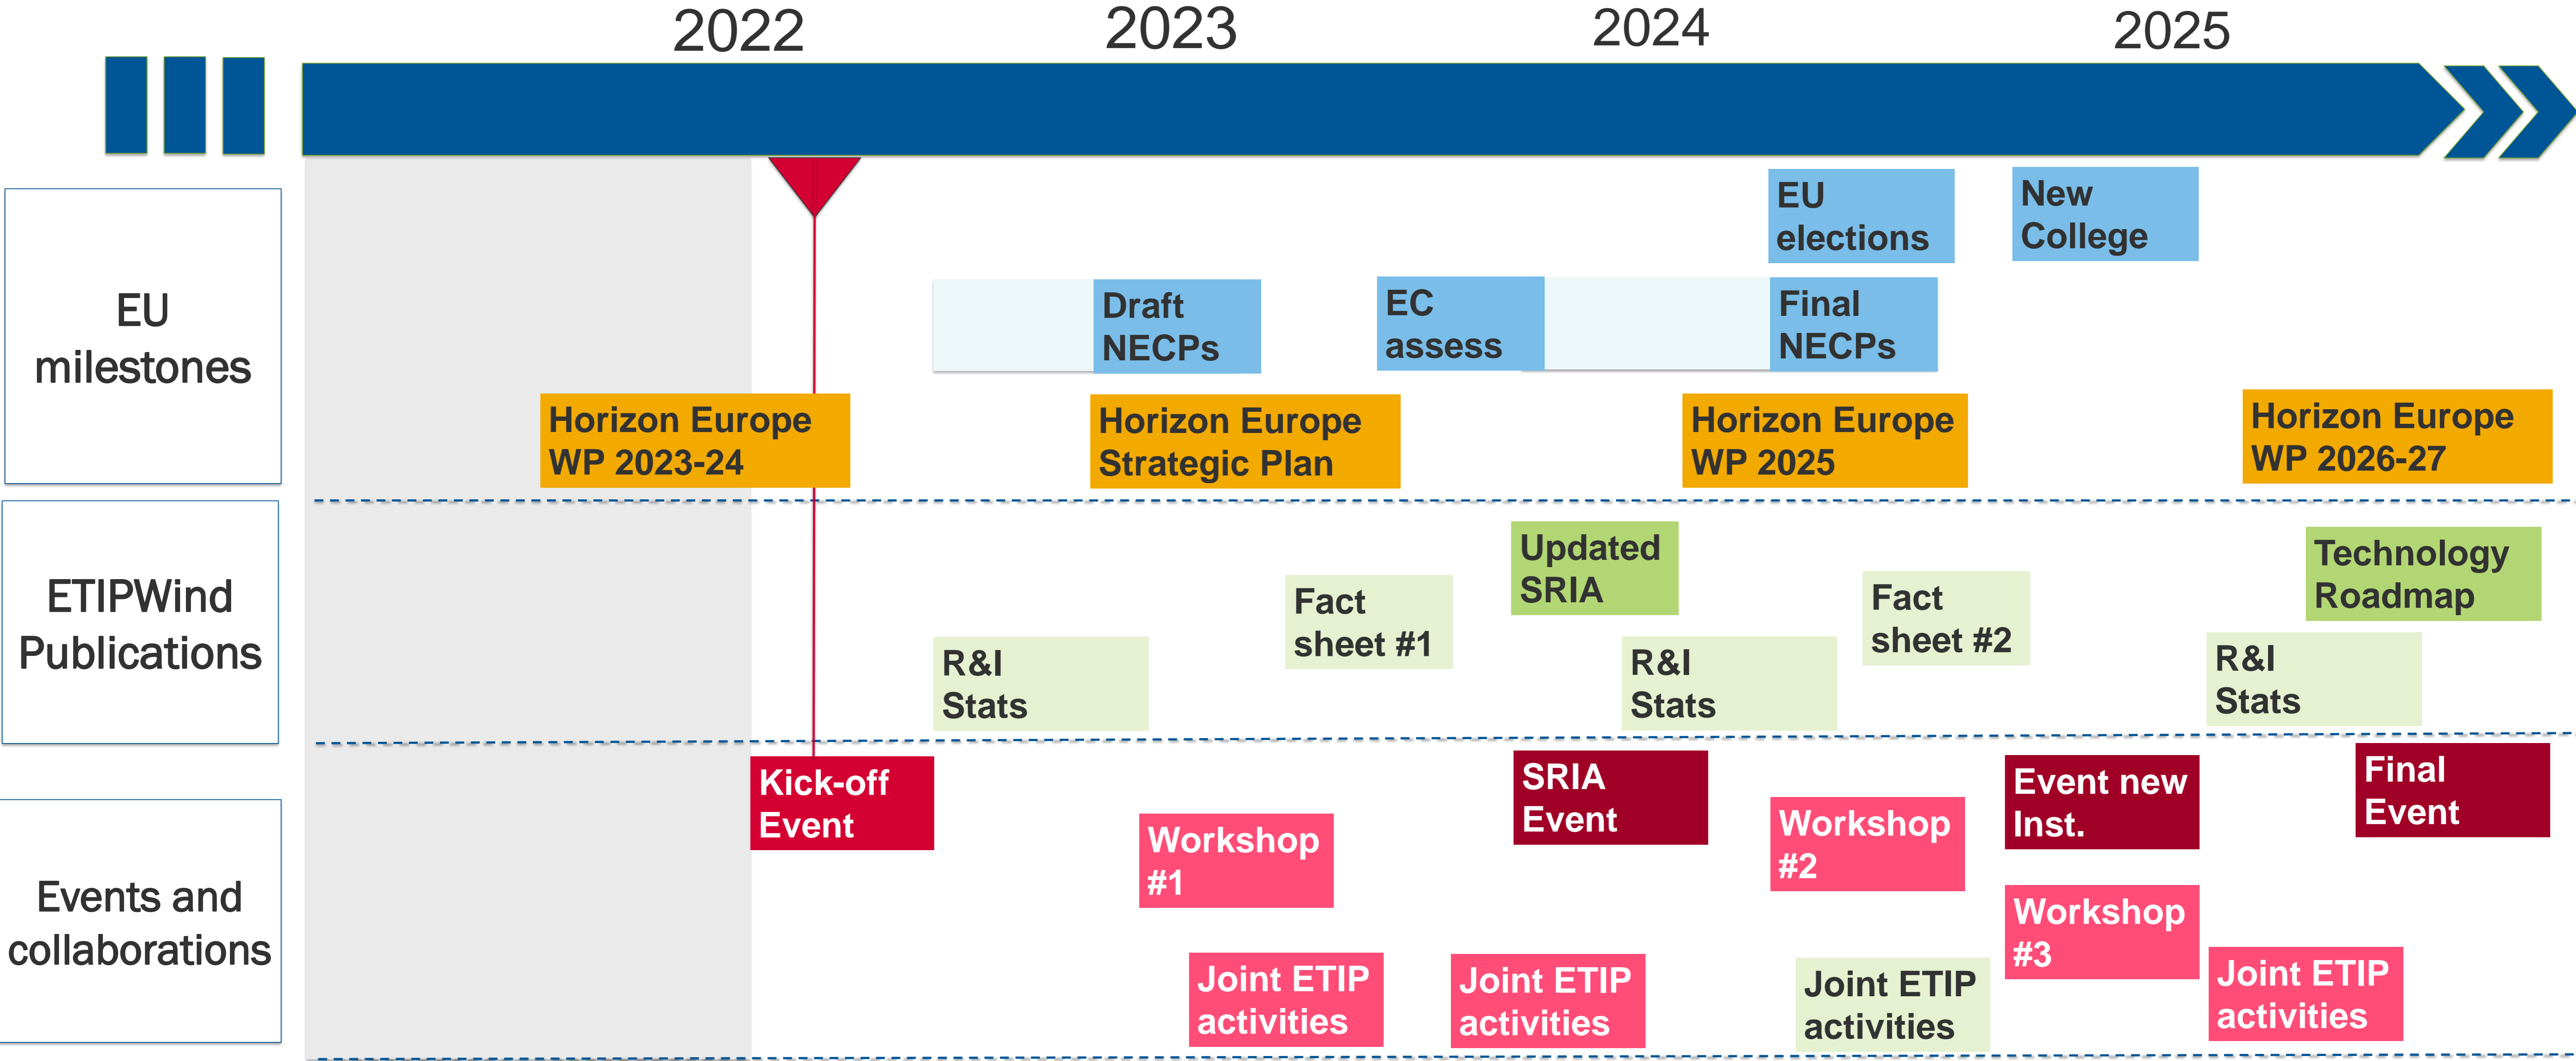 2022
2023
2024
2025
EU
milestones
EU
elections
New
College
Draft
NECPs
EC
assess
Final
NECPs
Horizon Europe
WP 2023-24
Horizon Europe
Strategic Plan
Horizon Europe
WP 2025
Horizon Europe
WP 2026-27
ETIPWind
Publications
Updated
SRIA
Technology
Roadmap
Fact
sheet #1
Fact
sheet #2
R&I
Stats
R&I
Stats
R&I
Stats
Events and
collaborations
Kick-off
Event
SRIA
Event
Event new
Inst.
Final
Event
Workshop
#1
Workshop
#2
Workshop
#3
Joint ETIP
activities
Joint ETIP
activities
Joint ETIP
activities
Joint ETIP
activities